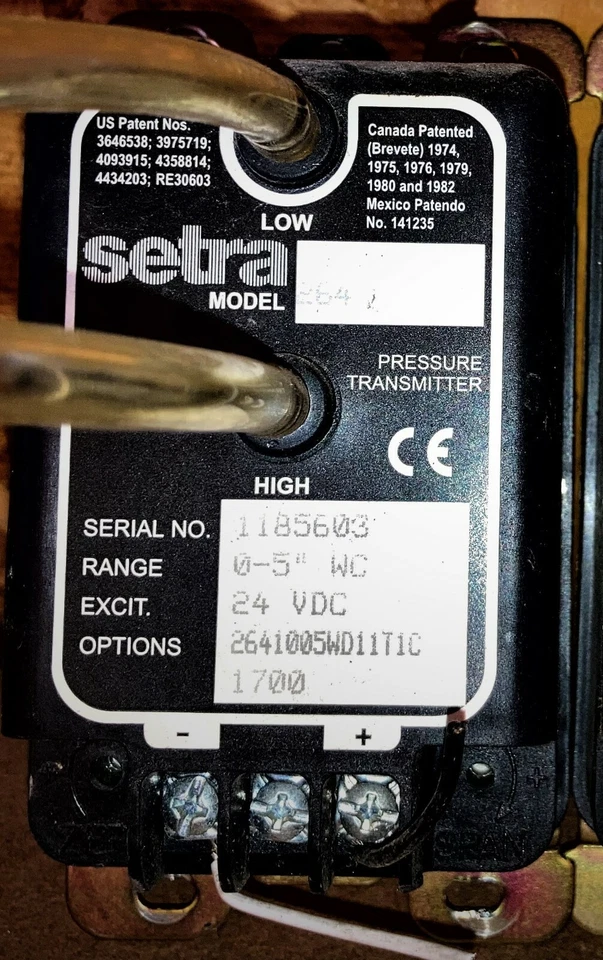 US Patent Nos.
3646538; 3975719;
4093915; 4358814;
4434203; RE30603
Canada Patented
(Brevete) 1974,
1975, 1976, 1979,
1980 and 1982
Mexico Patendo
No. 141235
LOW
setra
MODEL 264
PRESSURE
TRANSMITTER
CE
HIGH
SERIAL NO. 1185603
RANGE 0-5" WC
EXCIT. 24 VDC
OPTIONS 2641005WD11T1C
1700
- +